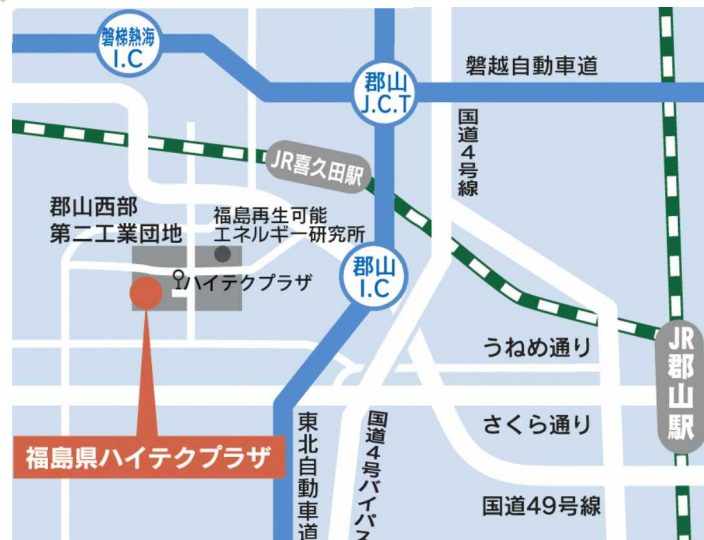 磐梯熱海
I.C
郡山
J.C.T
磐越自動車道
国道4号線
JR喜久田駅
郡山西部
第二工業団地
福島再生可能
エネルギー研究所
ハイテクプラザ
郡山
I.C
うねめ通り
JR郡山駅
さくら通り
福島県ハイテクプラザ
東北自動車道
国道4号バイパス
国道49号線